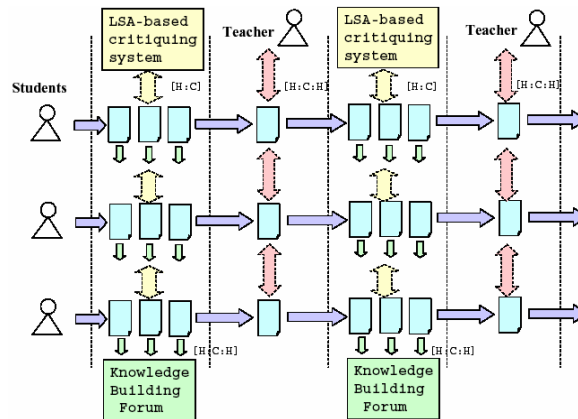 LSA-based
critiquing
system
Teacher
LSA-based
critiquing
system
Teacher
Students
[H:C]
[H:C:H]
[H:C]
[H:C:H]
[H:C:H]
[H:C:H]
Knowledge
Building
Forum
Knowledge
Building
Forum